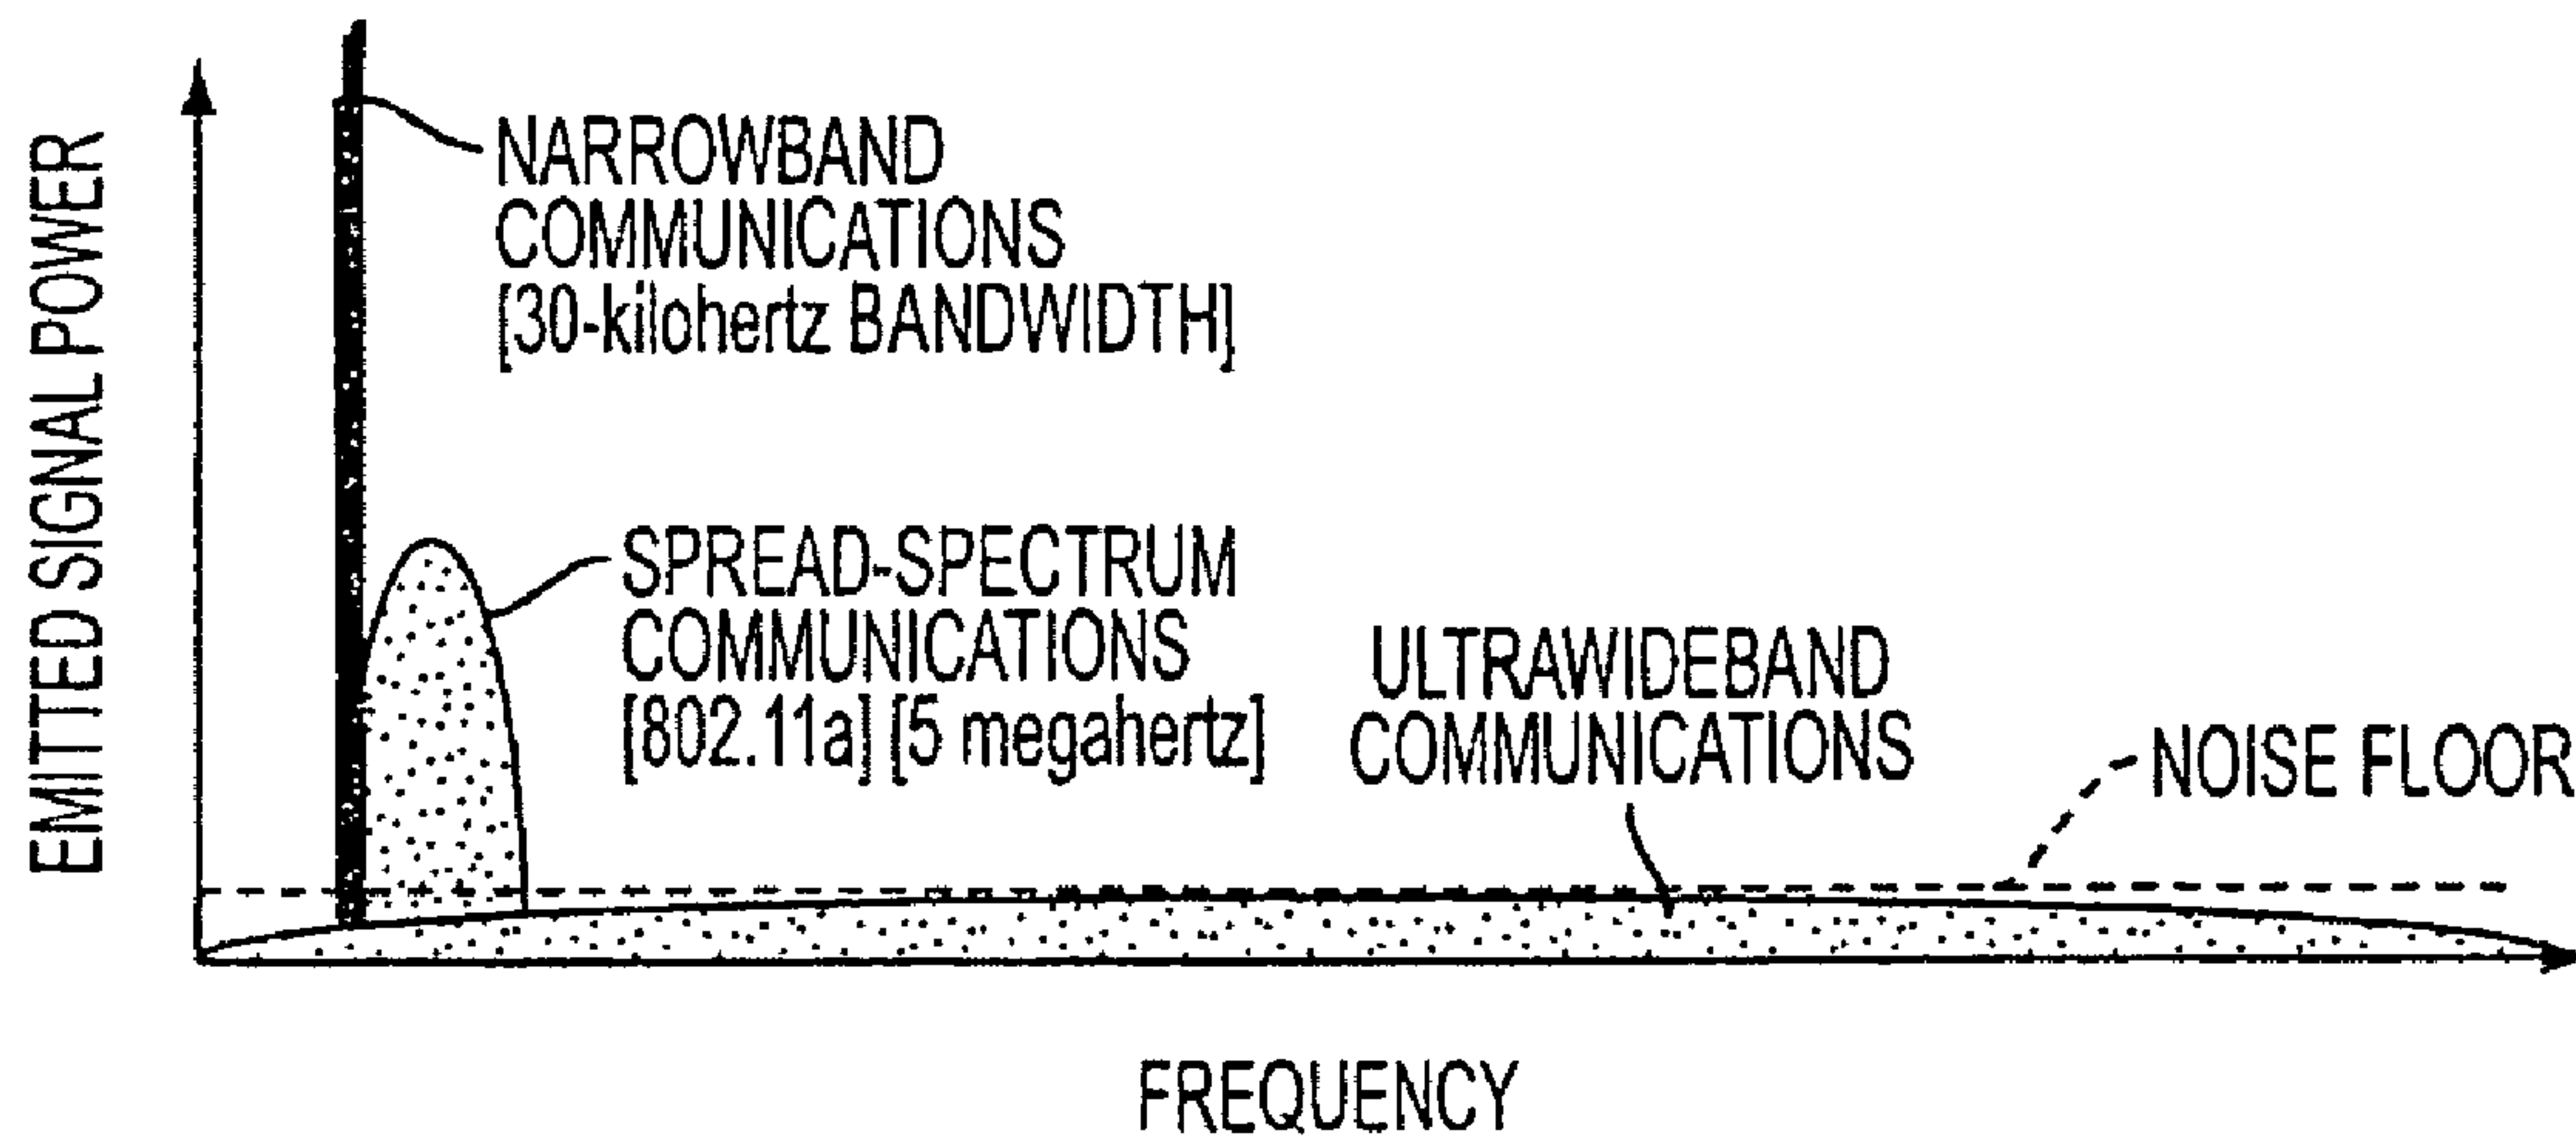 EMITTED SIGNAL POWER
NARROWBAND
COMMUNICATIONS
[30-kilohertz BANDWIDTH]
SPREAD-SPECTRUM
COMMUNICATIONS
[802.11a] [5 megahertz]
ULTRAWIDEBAND
COMMUNICATIONS
NOISE FLOOR
FREQUENCY